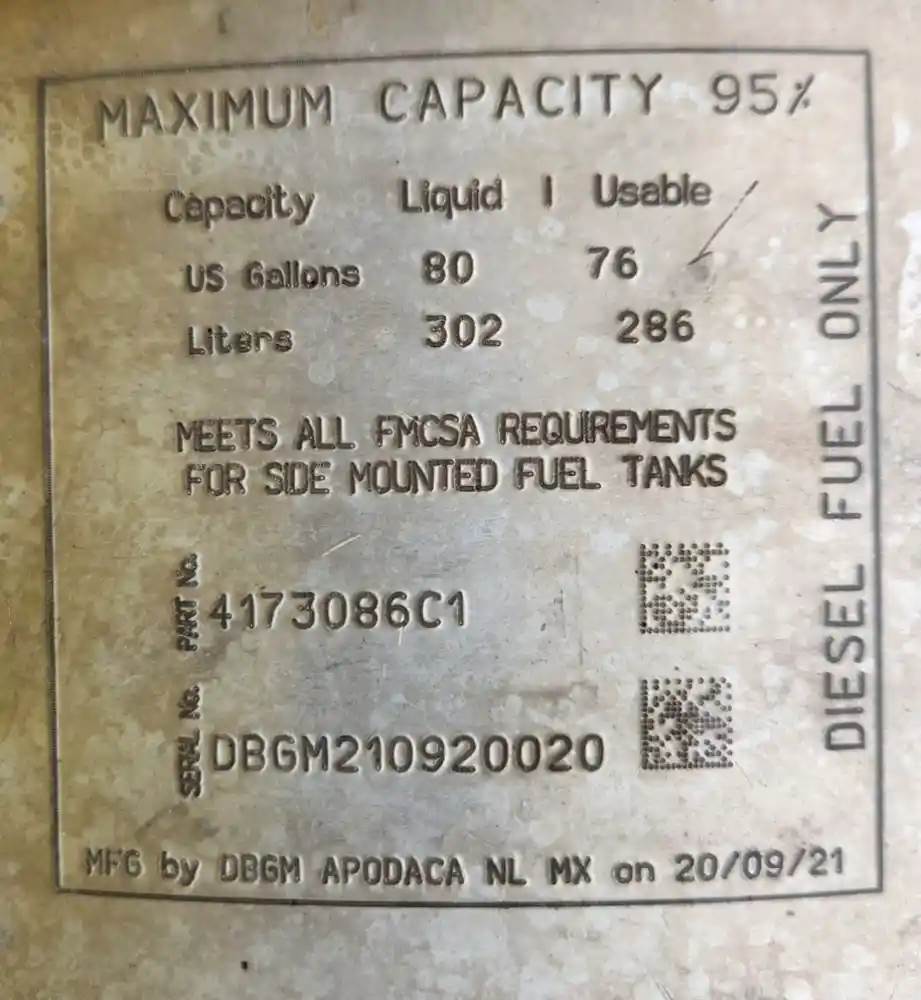 MAXIMUM CAPACITY 95%
Capacity Liquid | Usable
US Gallons 80 76
Liters 302 286
MEETS ALL FMCSA REQUIREMENTS
FOR SIDE MOUNTED FUEL TANKS
PART No. 4173086C1
SERIAL No. DBGM210920020
MFG by DBGM APODACA NL MX on 20/09/21
DIESEL FUEL ONLY